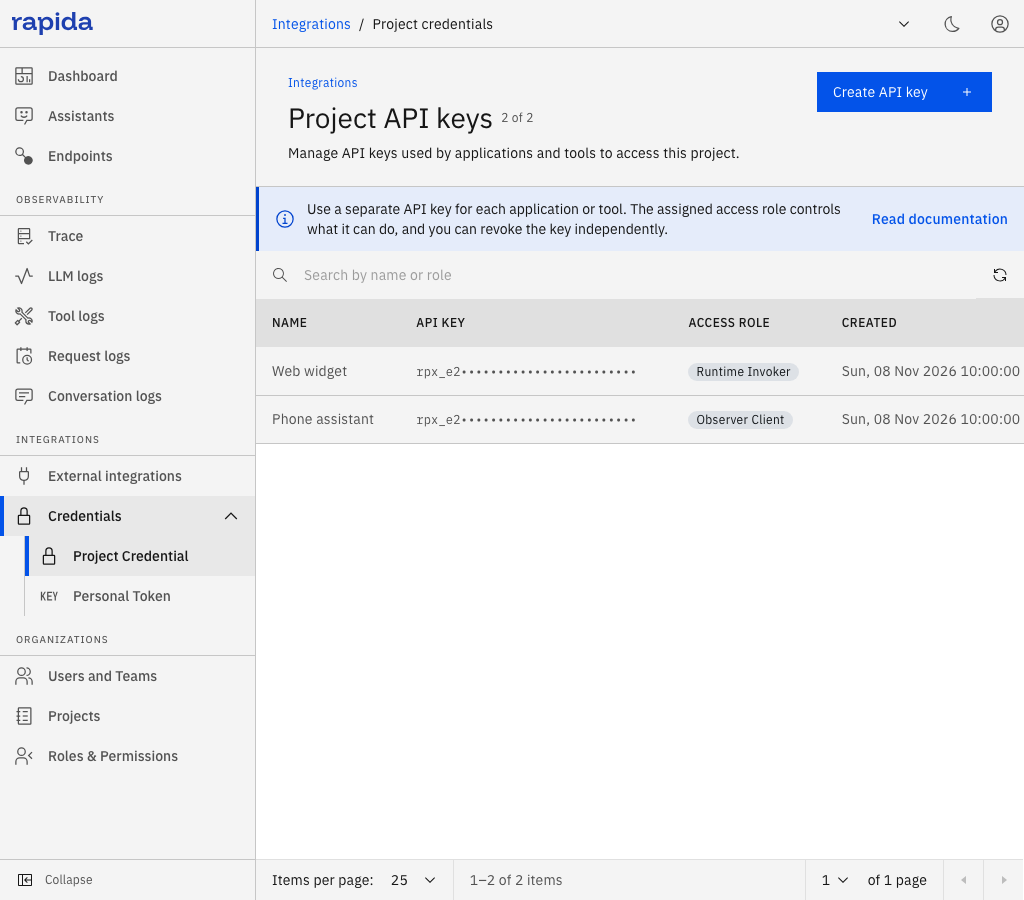 rapida
Integrations / Project credentials
Dashboard
Assistants
Endpoints
OBSERVABILITY
Trace
LLM logs
Tool logs
Request logs
Conversation logs
INTEGRATIONS
External integrations
Credentials
Project Credential
KEY Personal Token
ORGANIZATIONS
Users and Teams
Projects
Roles & Permissions
Collapse
Integrations
Project API keys 2 of 2
Manage API keys used by applications and tools to access this project.
Create API key +
Use a separate API key for each application or tool. The assigned access role controls
what it can do, and you can revoke the key independently.
Read documentation
Search by name or role
NAME API KEY ACCESS ROLE CREATED
Web widget rpx_e2•••••••••••••••••••••••• Runtime Invoker Sun, 08 Nov 2026 10:00:00
Phone assistant rpx_e2•••••••••••••••••••••••• Observer Client Sun, 08 Nov 2026 10:00:00
Items per page: 25 1–2 of 2 items 1 of 1 page